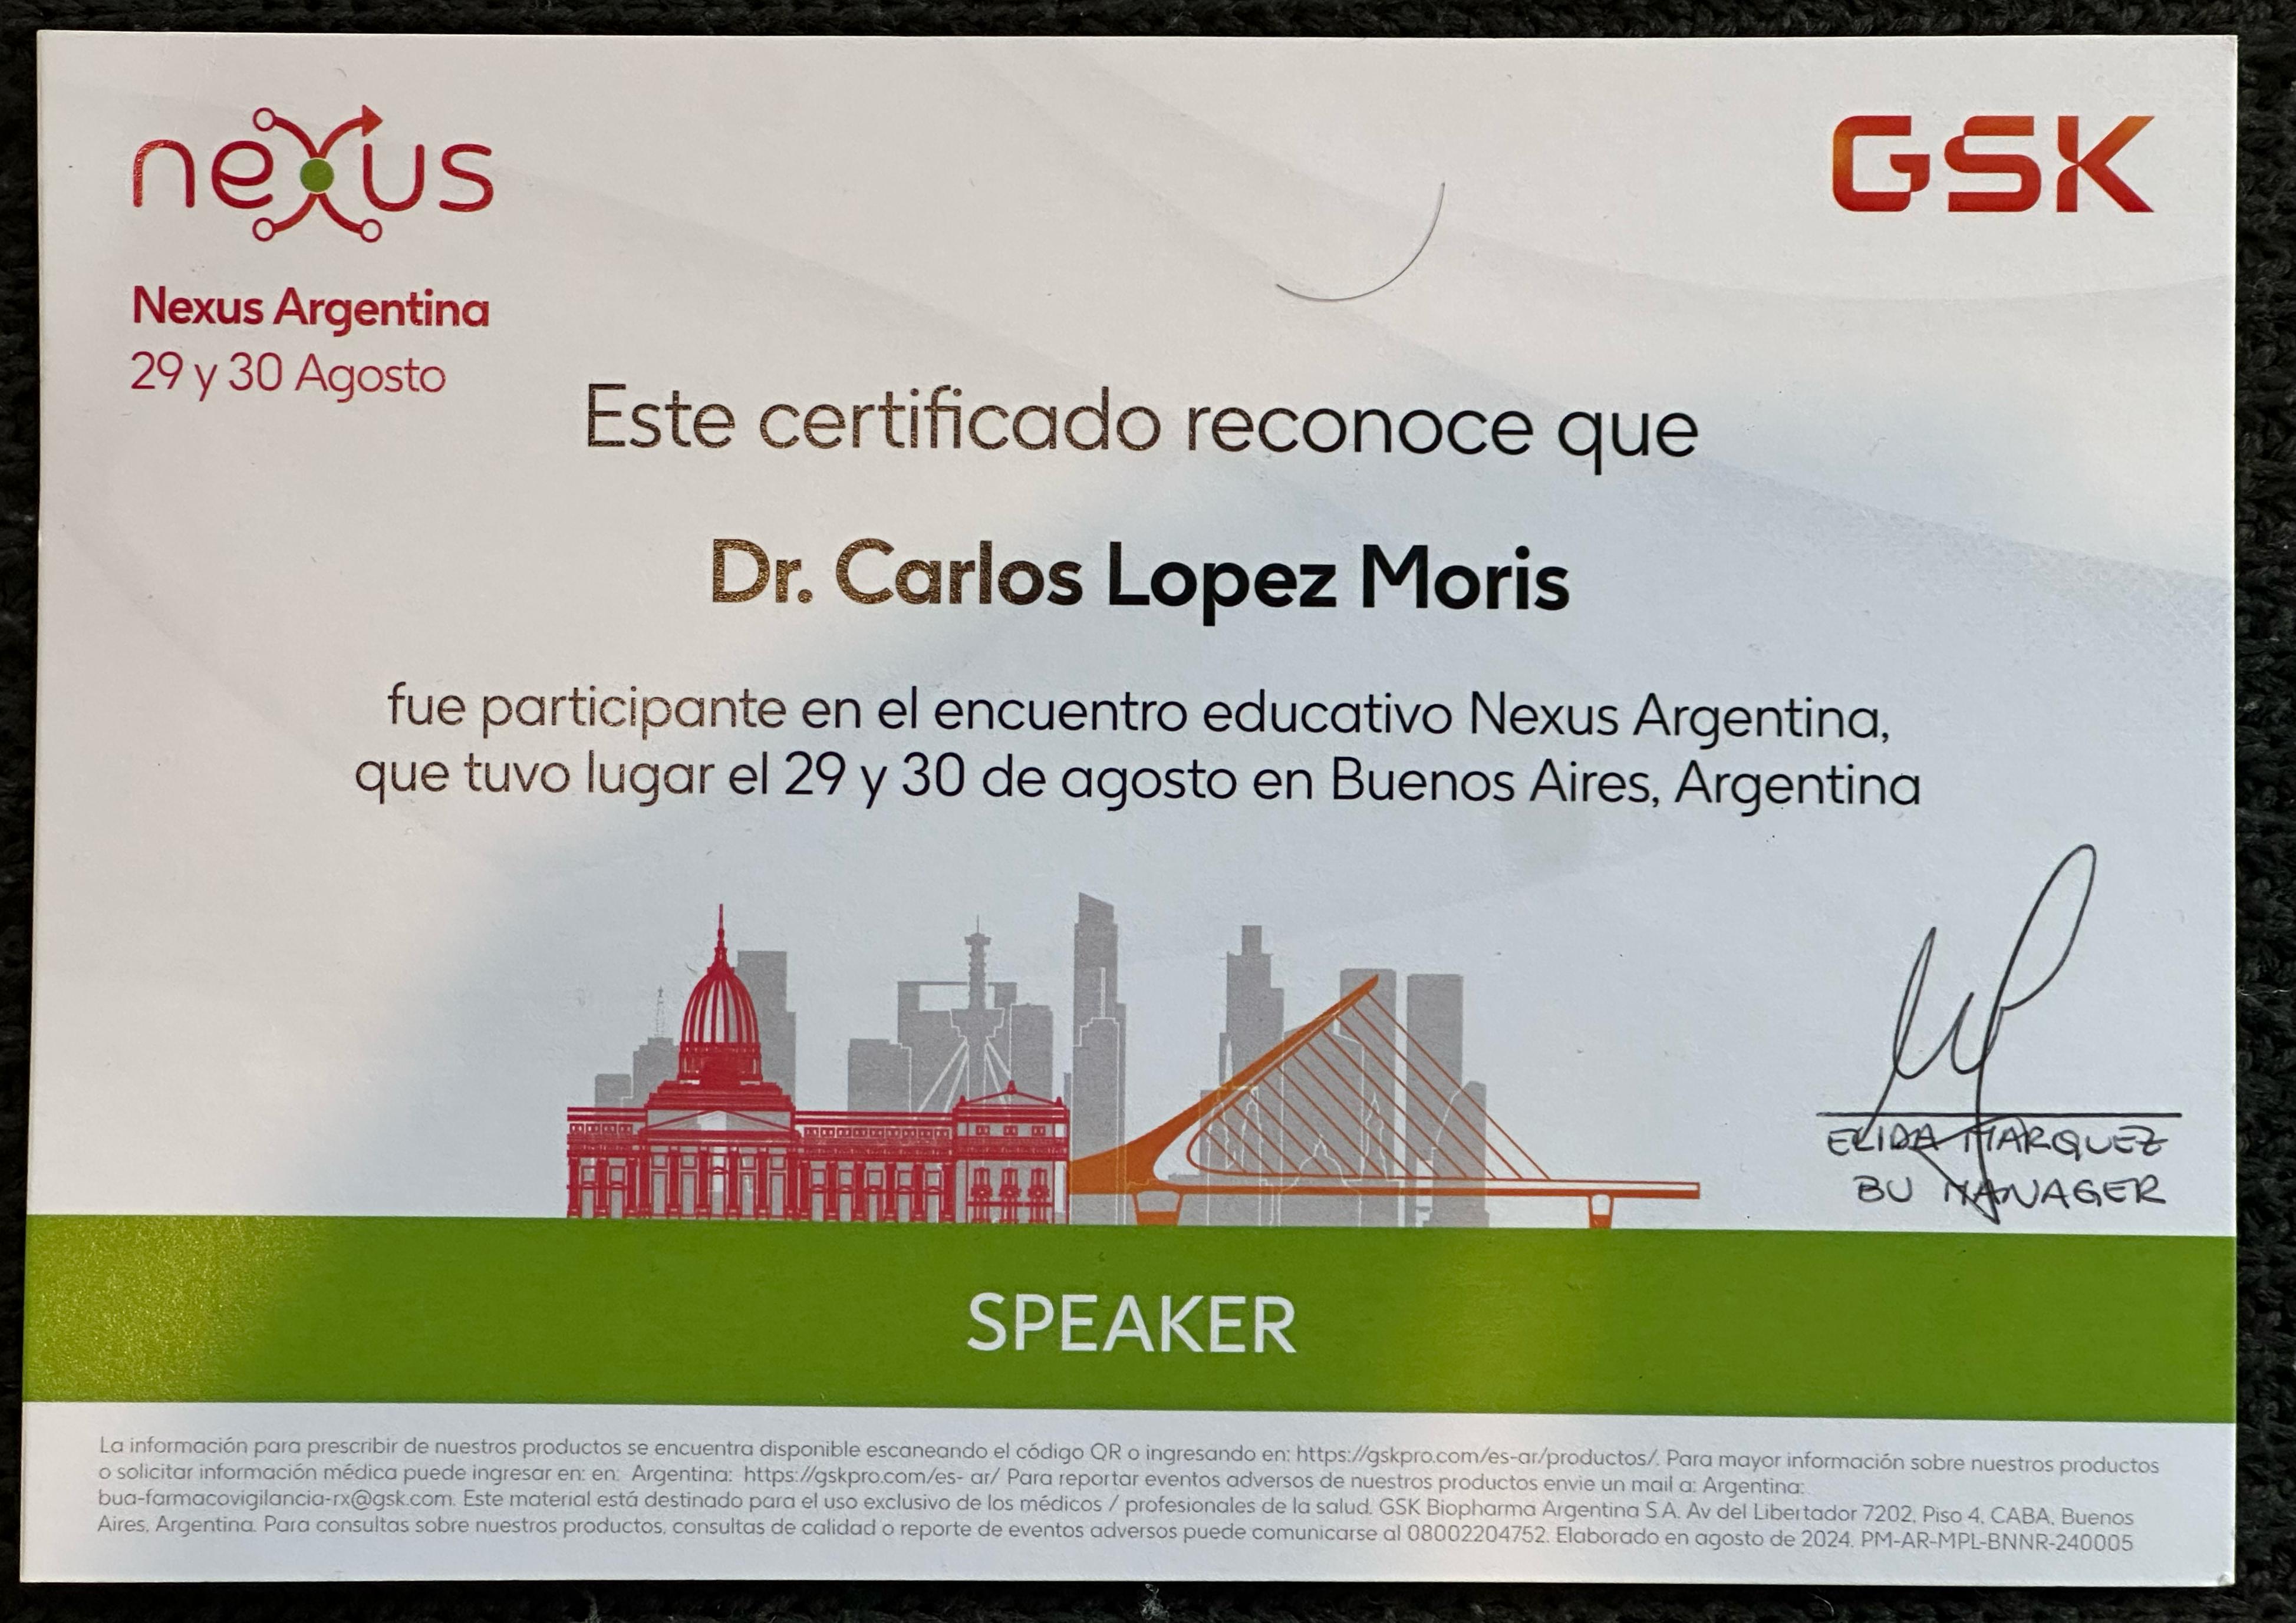 nexus
GSK
Nexus Argentina
29 y 30 Agosto
Este certificado reconoce que
Dr. Carlos Lopez Moris
fue participante en el encuentro educativo Nexus Argentina,
que tuvo lugar el 29 y 30 de agosto en Buenos Aires, Argentina
ELIDA MARQUEZ
BU MANAGER
SPEAKER
La información para prescribir de nuestros productos se encuentra disponible escaneando el código QR o ingresando en: https://gskpro.com/es-ar/productos/. Para mayor información sobre nuestros productos
o solicitar información médica puede ingresar en: en: Argentina: https://gskpro.com/es- ar/ Para reportar eventos adversos de nuestros productos envie un mail a: Argentina:
bua-farmacovigilancia-rx@gsk.com. Este material está destinado para el uso exclusivo de los médicos / profesionales de la salud. GSK Biopharma Argentina S.A. Av del Libertador 7202, Piso 4. CABA, Buenos
Aires, Argentina. Para consultas sobre nuestros productos, consultas de calidad o reporte de eventos adversos puede comunicarse al 08002204752. Elaborado en agosto de 2024. PM-AR-MPL-BNNR-240005